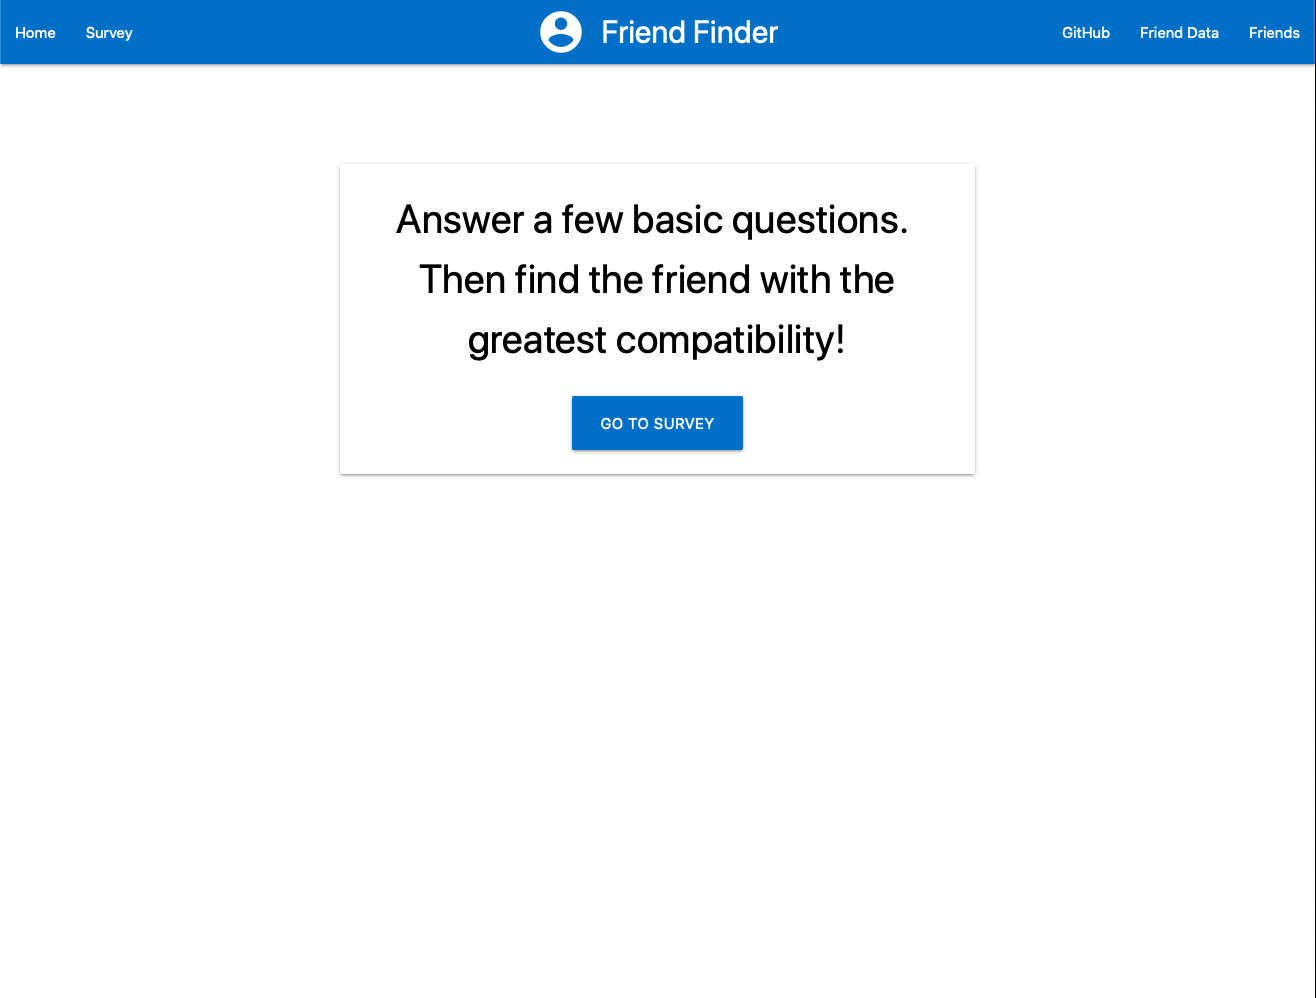 Home Survey Friend Finder GitHub Friend Data Friends
Answer a few basic questions.
Then find the friend with the
greatest compatibility!
GO TO SURVEY